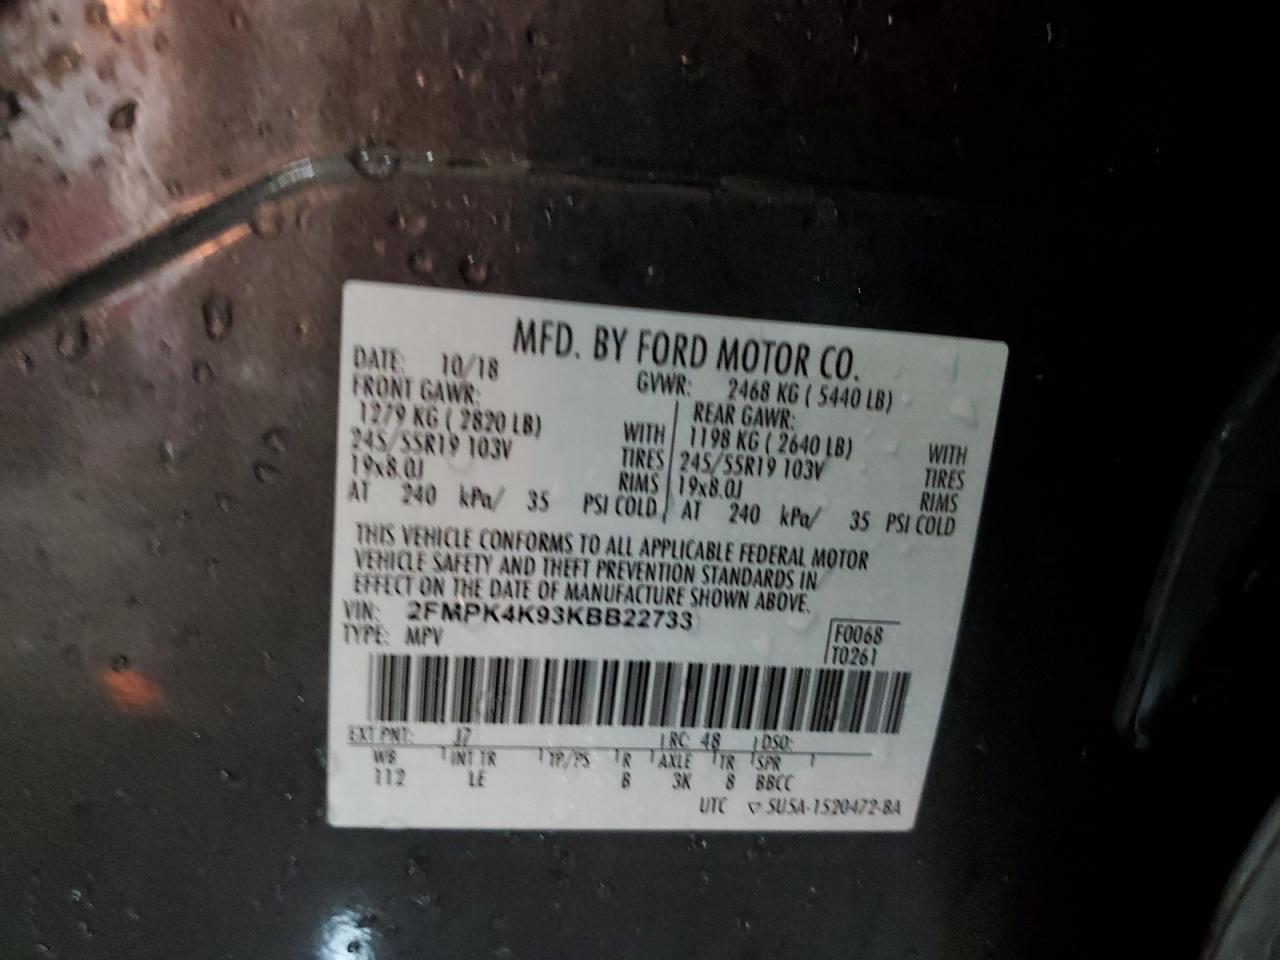 MFD. BY FORD MOTOR CO.
DATE: 10/18 GVWR: 2468 KG ( 5440 LB)
FRONT GAWR: REAR GAWR:
1279 KG ( 2820 LB) WITH 1198 KG ( 2640 LB) WITH
245/55R19 103V TIRES 245/55R19 103V TIRES
19x8.0J RIMS 19x8.0J RIMS
AT 240 kPa/ 35 PSI COLD AT 240 kPa/ 35 PSI COLD
THIS VEHICLE CONFORMS TO ALL APPLICABLE FEDERAL MOTOR
VEHICLE SAFETY AND THEFT PREVENTION STANDARDS IN
EFFECT ON THE DATE OF MANUFACTURE SHOWN ABOVE.
VIN: 2FMPK4K93KBB22733
TYPE: MPV
F0068
T0261
EXT PNT: J7 RC: 48 DSO:
WB INT TR TP/PS R AXLE TR SPR
112 LE B 3K 8 BBCC
UTC ▽ 5U5A-1520472-BA